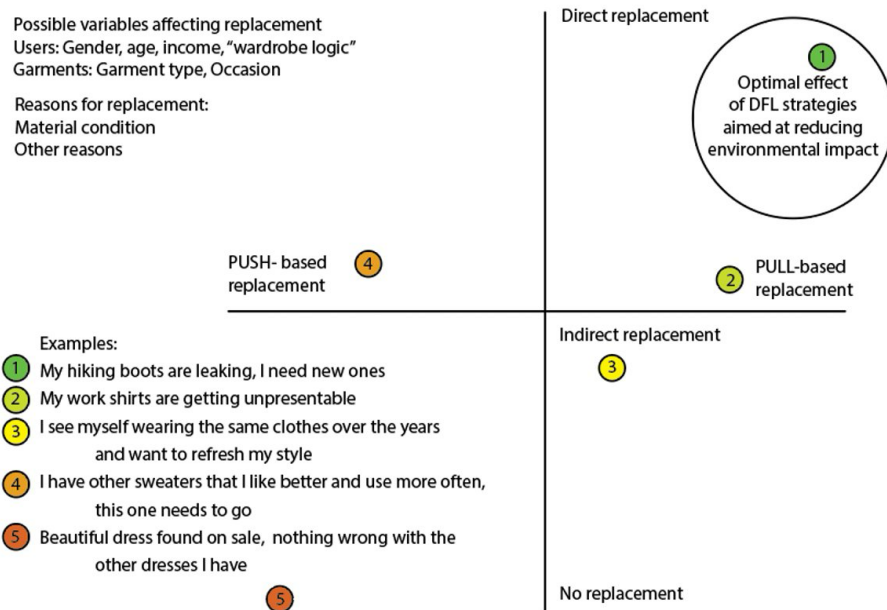 Possible variables affecting replacement
Users: Gender, age, income, “wardrobe logic”
Garments: Garment type, Occasion
Reasons for replacement:
Material condition
Other reasons
Direct replacement
1
Optimal effect
of DFL strategies
aimed at reducing
environmental impact
PUSH- based
replacement
4
2
PULL-based
replacement
Indirect replacement
3
Examples:
1 My hiking boots are leaking, I need new ones
2 My work shirts are getting unpresentable
3 I see myself wearing the same clothes over the years
and want to refresh my style
4 I have other sweaters that I like better and use more often,
this one needs to go
5 Beautiful dress found on sale, nothing wrong with the
other dresses I have
5
No replacement